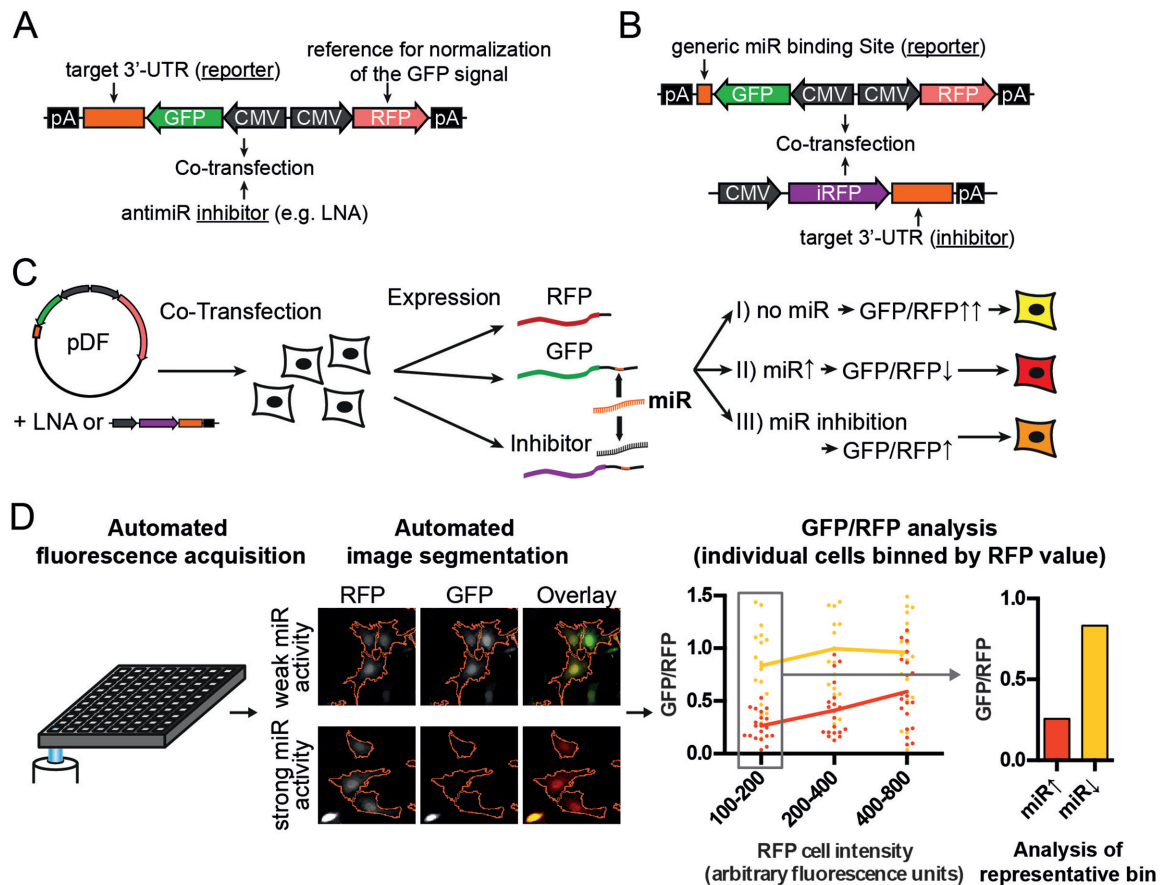 A
target 3'-UTR (reporter)
reference for normalization
of the GFP signal
pA
GFP
CMV
CMV
RFP
pA
Co-transfection
antimiR inhibitor (e.g. LNA)
B
generic miR binding Site (reporter)
pA
GFP
CMV
CMV
RFP
pA
Co-transfection
CMV
iRFP
pA
target 3'-UTR (inhibitor)
C
pDF
+ LNA or
Co-Transfection
Expression
RFP
GFP
miR
Inhibitor
I) no miR
GFP/RFP↑↑
II) miR↑
GFP/RFP↓
III) miR inhibition
GFP/RFP↑
D
Automated
fluorescence acquisition
Automated
image segmentation
RFP
GFP
Overlay
weak miR
activity
strong miR
activity
GFP/RFP analysis
(individual cells binned by RFP value)
GFP/RFP
1.5
1.0
0.5
0.0
100-200
200-400
400-800
RFP cell intensity
(arbitrary fluorescence units)
GFP/RFP
1.0
0.5
0.0
miR↑
miR↓
Analysis of
representative bin